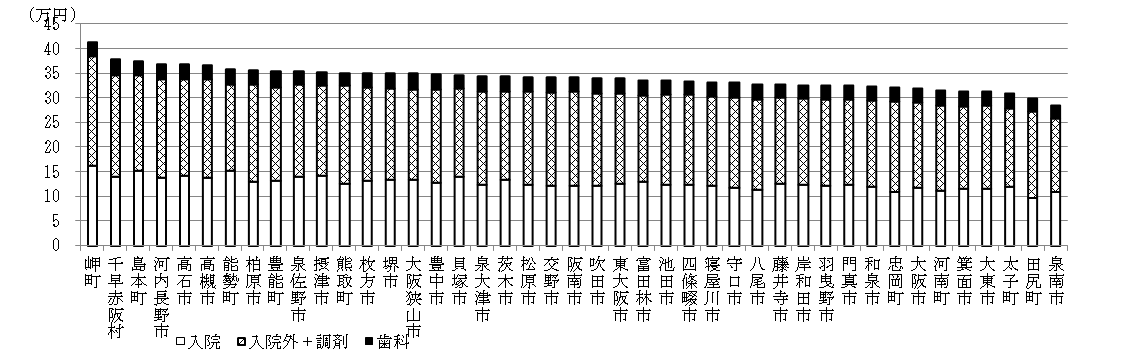 (万円)
45
40
35
30
25
20
15
10
5
0
岬町
千早赤阪村
島本町
河内長野市
高石市
高槻市
能勢町
柏原市
豊能町
泉佐野市
摂津市
熊取町
枚方市
堺市
大阪狭山市
豊中市
貝塚市
泉大津市
茨木市
松原市
交野市
阪南市
吹田市
東大阪市
富田林市
池田市
四條畷市
寝屋川市
守口市
八尾市
藤井寺市
岸和田市
羽曳野市
門真市
和泉市
忠岡町
大阪市
河南町
箕面市
大東市
太子町
田尻町
泉南市
入院 入院外＋調剤 歯科